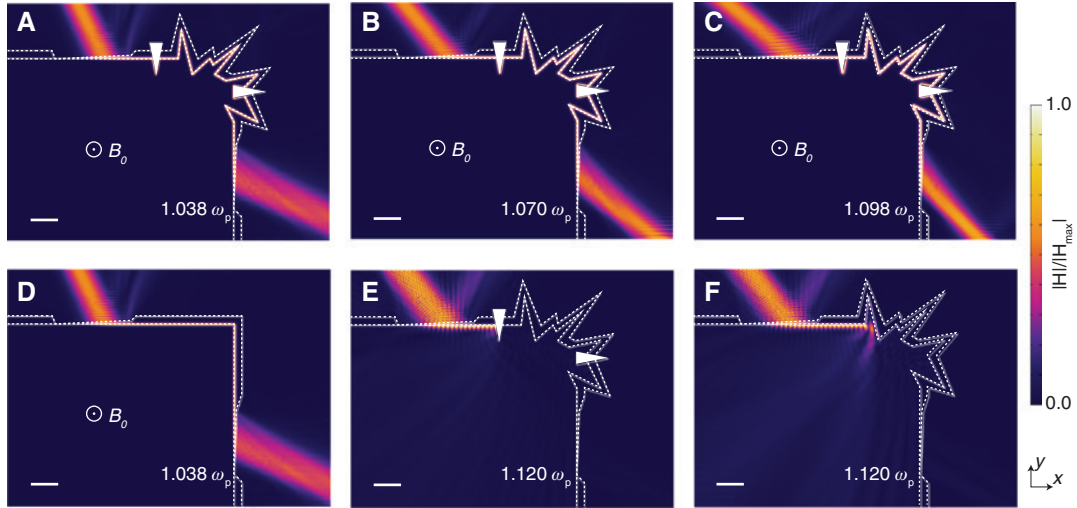 A
B
C
⊙ B₀
⊙ B₀
⊙ B₀
1.038 ωₚ
1.070 ωₚ
1.098 ωₚ
1.0
|H|/|Hₘₐₓ|
0.0
D
E
F
⊙ B₀
1.038 ωₚ
1.120 ωₚ
1.120 ωₚ
y
x